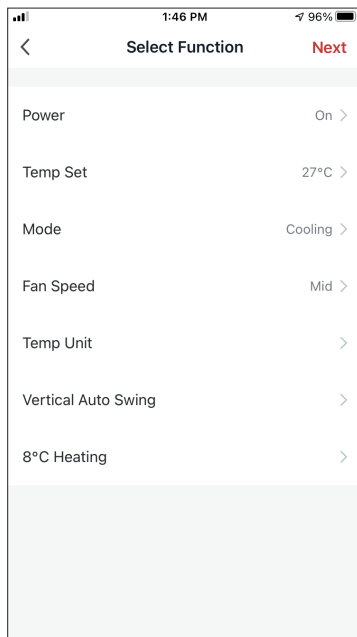 1:46 PM 96%
Select Function Next
Power On
Temp Set 27°C
Mode Cooling
Fan Speed Mid
Temp Unit
Vertical Auto Swing
8°C Heating